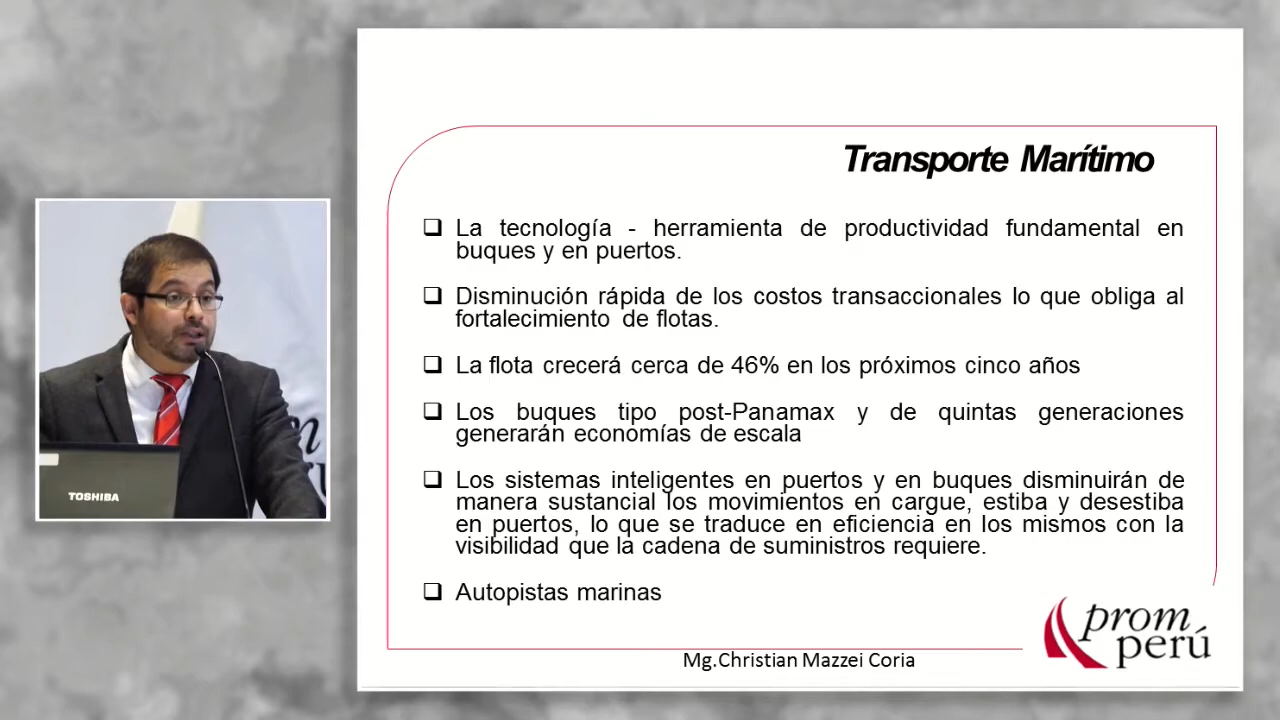 Transporte Marítimo
La tecnología - herramienta de productividad fundamental en
buques y en puertos.
Disminución rápida de los costos transaccionales lo que obliga al
fortalecimiento de flotas.
La flota crecerá cerca de 46% en los próximos cinco años
Los buques tipo post-Panamax y de quintas generaciones
generarán economías de escala
Los sistemas inteligentes en puertos y en buques disminuirán de
manera sustancial los movimientos en cargue, estiba y desestiba
en puertos, lo que se traduce en eficiencia en los mismos con la
visibilidad que la cadena de suministros requiere.
Autopistas marinas
prom
perú
Mg.Christian Mazzei Coria
TOSHIBA